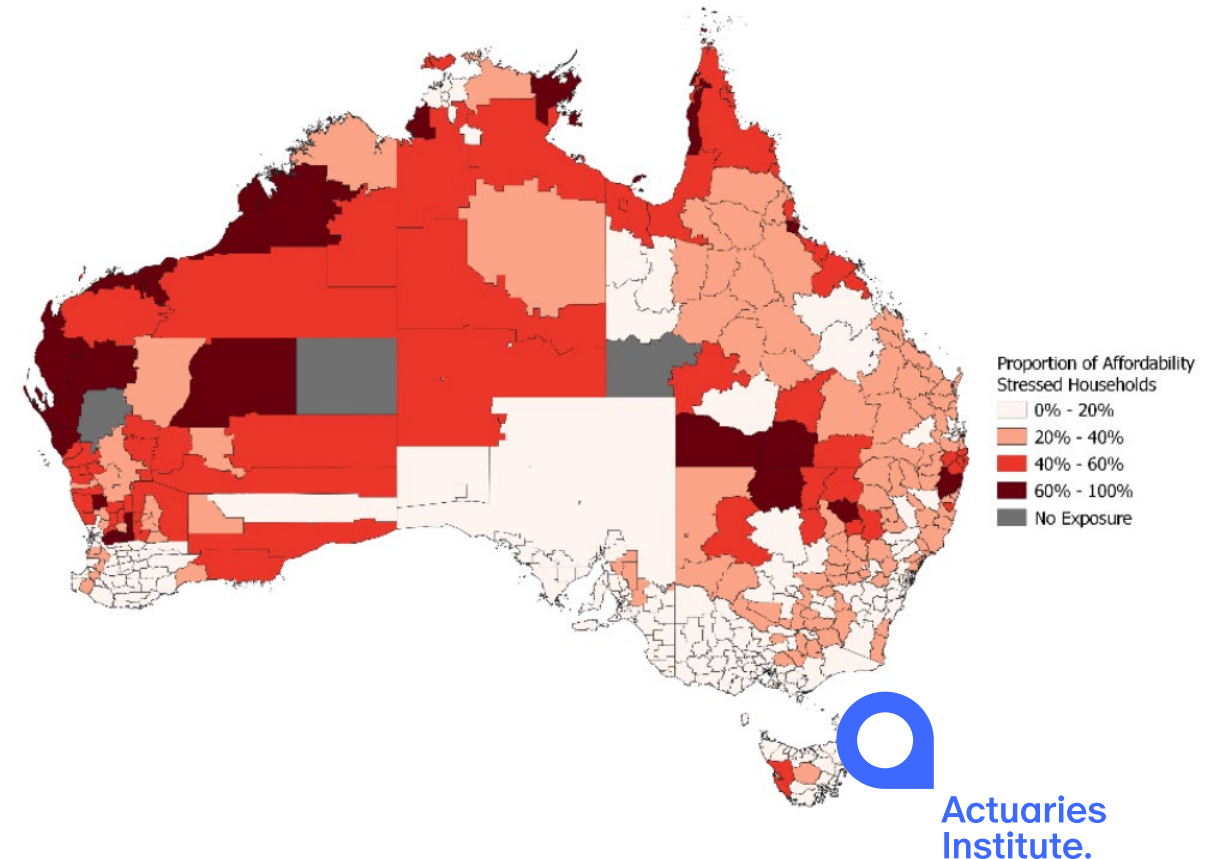 Proportion of Affordability
Stressed Households
0% - 20%
20% - 40%
40% - 60%
60% - 100%
No Exposure
Actuaries
Institute.